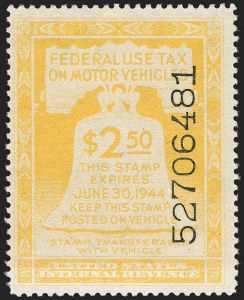 FEDERAL USE TAX
ON MOTOR VEHICLES
$2.50
THIS STAMP
EXPIRES
JUNE 30, 1944
KEEP THIS STAMP
POSTED ON VEHICLE
STAMP TRANSFERABLE
WITH VEHICLE
UNITED STATES
INTERNAL REVENUE
52706481